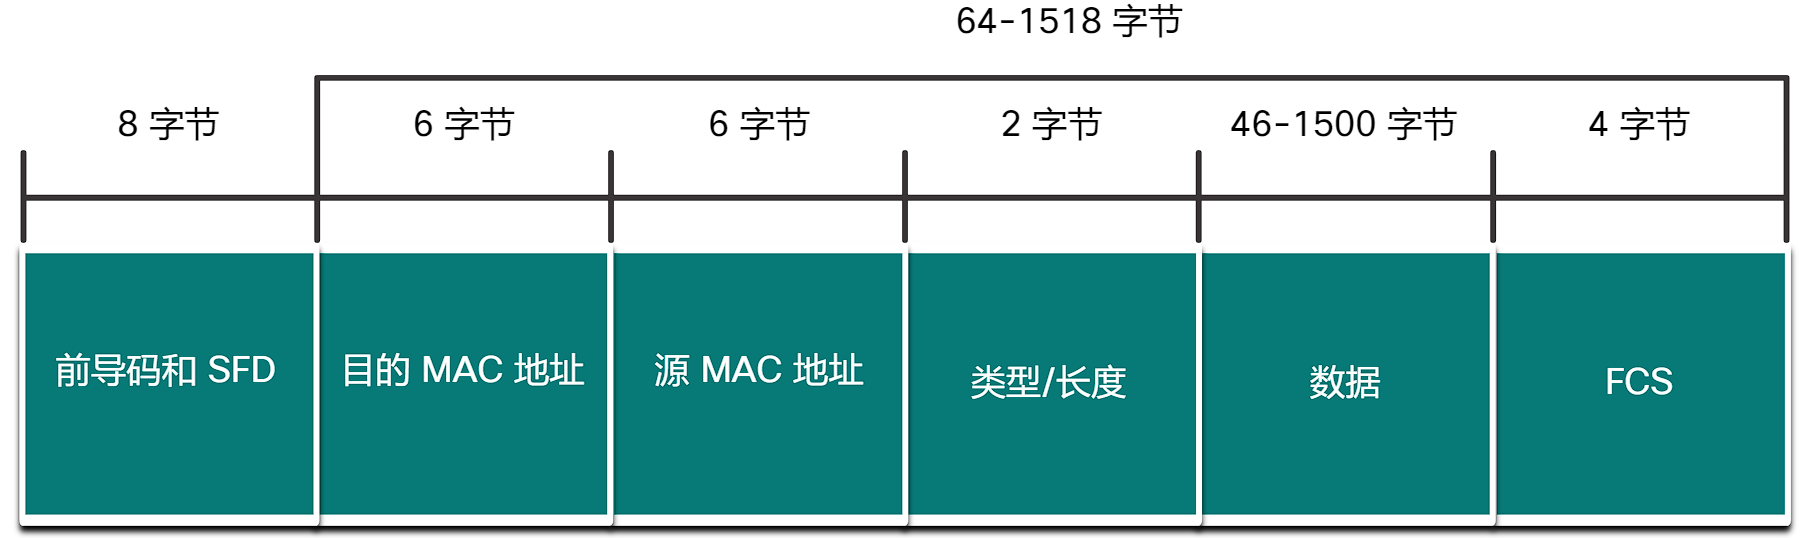 64-1518 字节
8 字节
6 字节
6 字节
2 字节
46-1500 字节
4 字节
前导码和 SFD
目的 MAC 地址
源 MAC 地址
类型/长度
数据
FCS